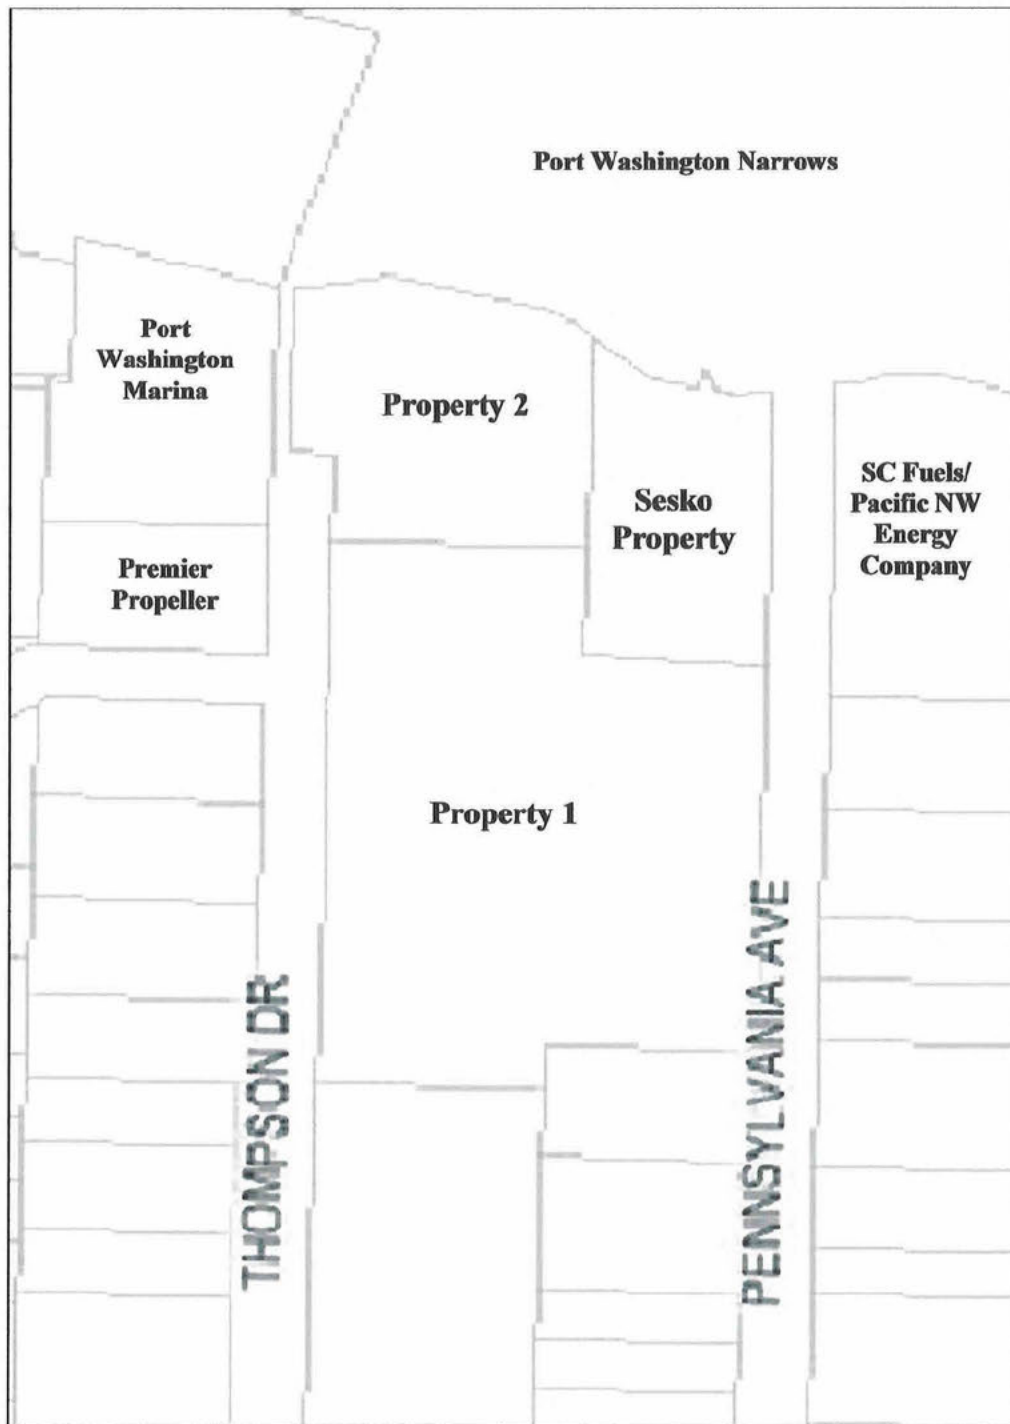 Port Washington Narrows
Port
Washington
Marina
Property 2
SC Fuels/
Pacific NW
Energy
Company
Sesko
Property
Premier
Propeller
Property 1
THOMPSON DR
PENNSYLVANIA AVE